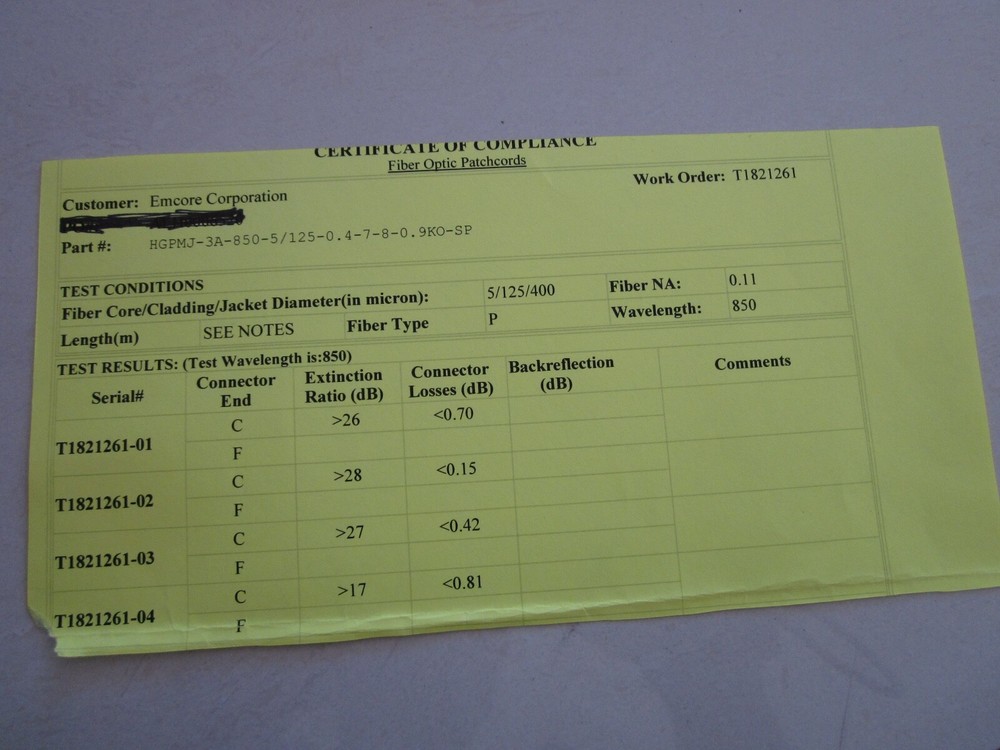 CERTIFICATE OF COMPLIANCE
Fiber Optic Patchcords
Customer: Emcore Corporation
Work Order: T1821261
Part #: HGPMJ-3A-850-5/125-0.4-7-8-0.9KO-SP
TEST CONDITIONS
Fiber Core/Cladding/Jacket Diameter(in micron): 5/125/400 Fiber NA: 0.11
Length(m) SEE NOTES Fiber Type P Wavelength: 850
TEST RESULTS: (Test Wavelength is:850)
Serial# Connector End Extinction Ratio (dB) Connector Losses (dB) Backreflection (dB) Comments
C >26 <0.70
T1821261-01
F
C >28 <0.15
T1821261-02
F
C >27 <0.42
T1821261-03
F
C >17 <0.81
T1821261-04
F